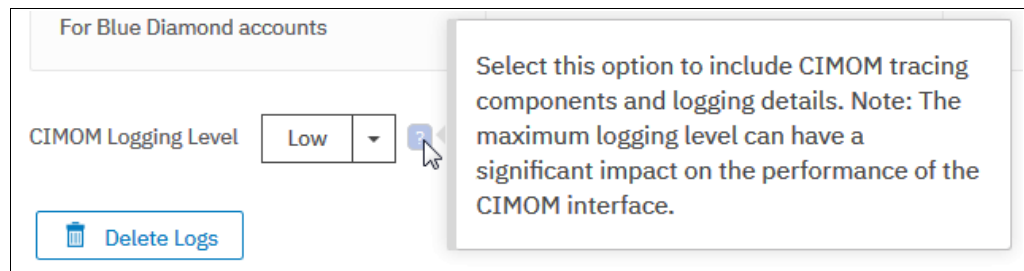 For Blue Diamond accounts
Select this option to include CIMOM tracing
components and logging details. Note: The
maximum logging level can have a
significant impact on the performance of the
CIMOM interface.
CIMOM Logging Level Low ?
Delete Logs